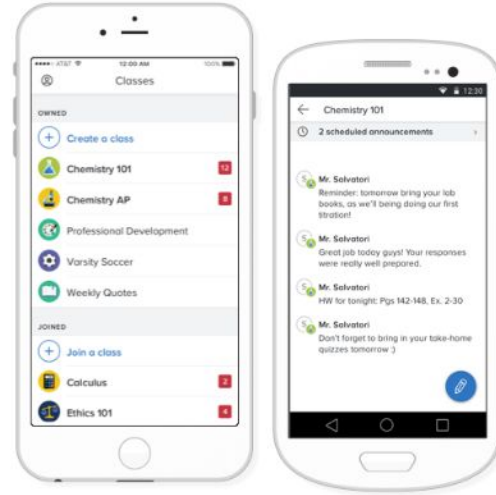 AT&T 12:00 AM 100%
Classes
OWNED
Create a class
Chemistry 101 12
Chemistry AP 8
Professional Development
Varsity Soccer
Weekly Quotes
JOINED
Join a class
Calculus 2
Ethics 101 4
12:30
Chemistry 101
2 scheduled announcements
S Mr. Salvatori
Reminder: tomorrow bring your lab
books, as we'll being doing our first
titration!
S Mr. Salvatori
Great job today guys! Your responses
were really well prepared.
S Mr. Salvatori
HW for tonight: Pgs 142-148, Ex. 2-30
S Mr. Salvatori
Don't forget to bring in your take-home
quizzes tomorrow :)